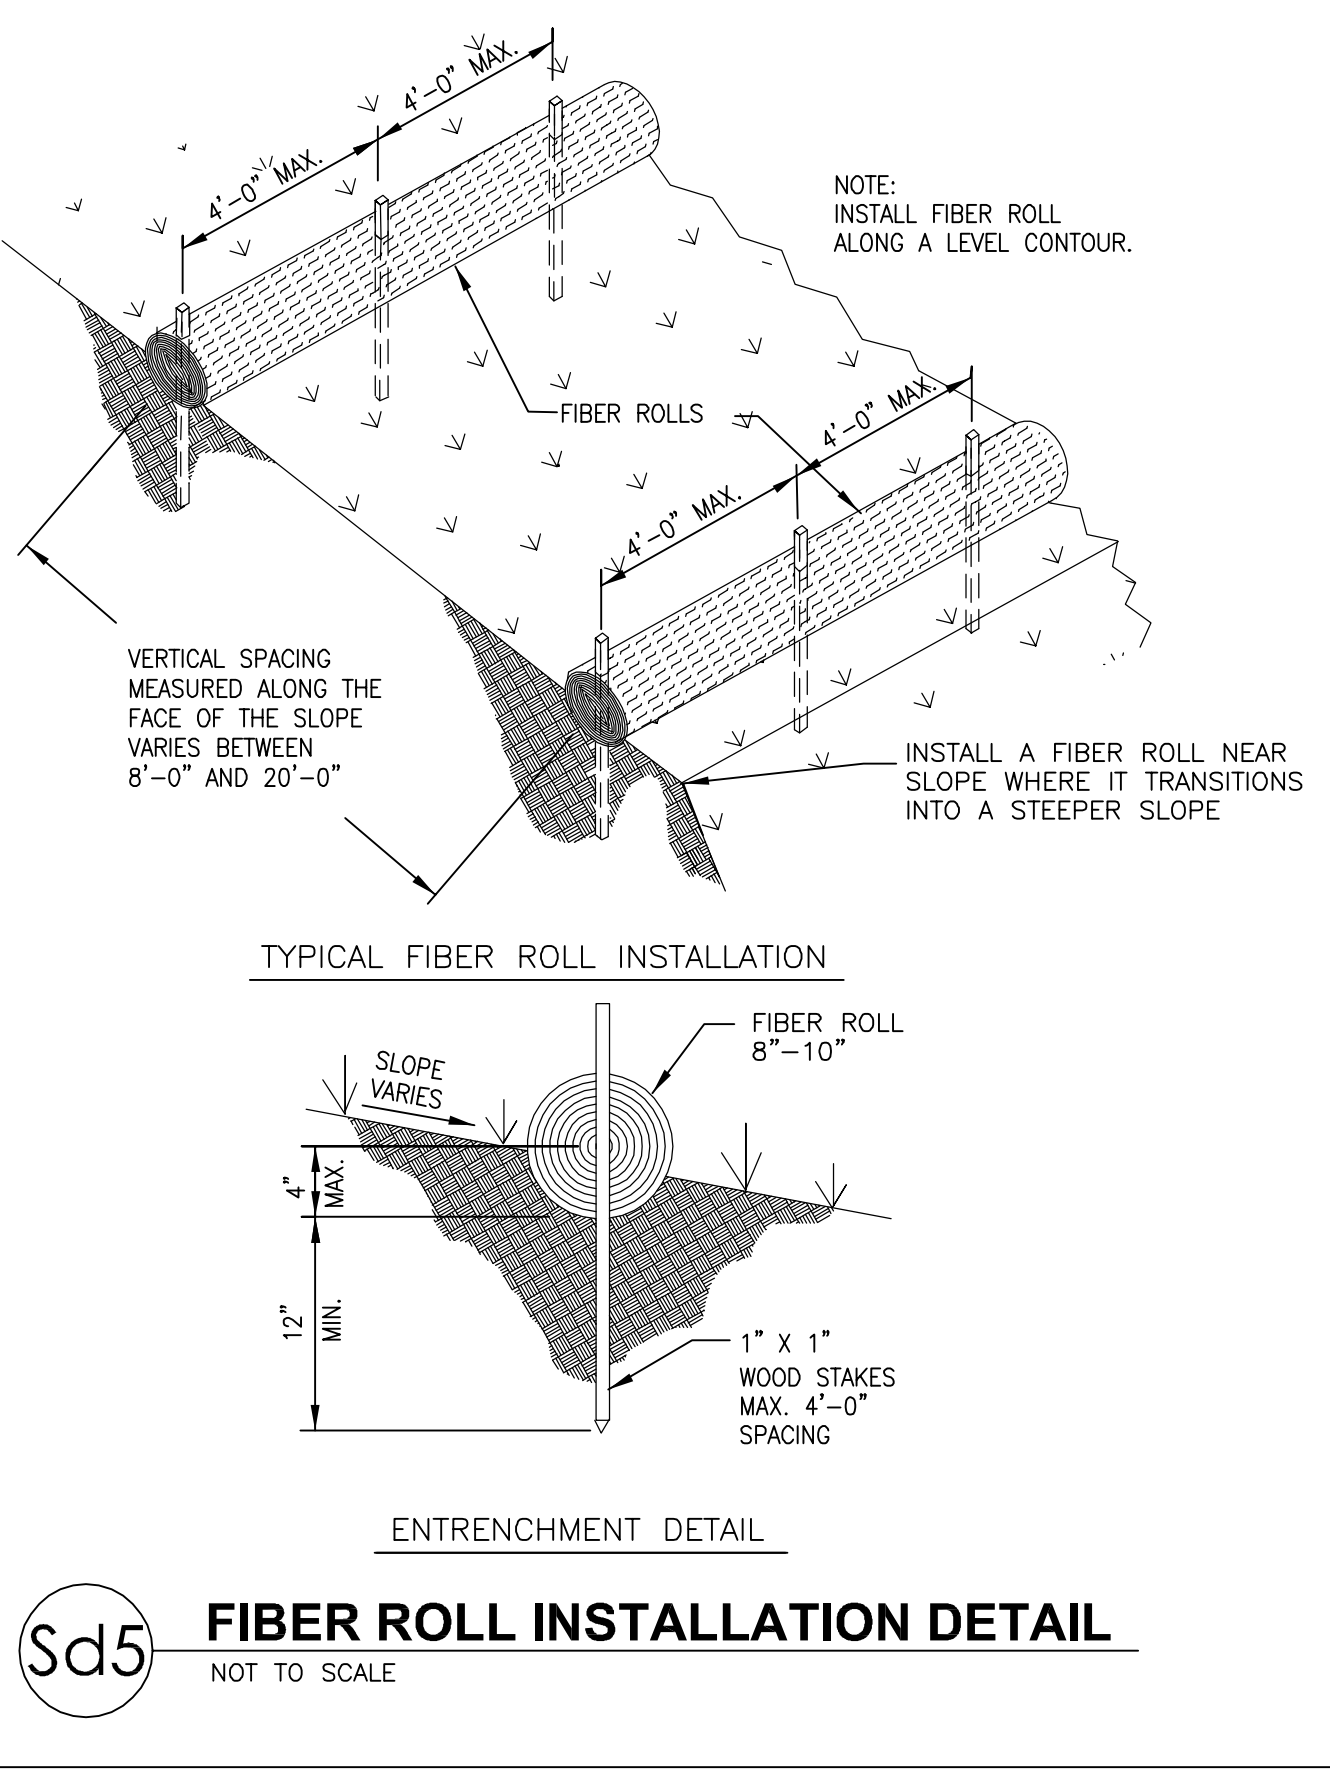 4'-0" MAX.
4'-0" MAX.
NOTE:
INSTALL FIBER ROLL
ALONG A LEVEL CONTOUR.
FIBER ROLLS
4'-0" MAX.
4'-0" MAX.
VERTICAL SPACING
MEASURED ALONG THE
FACE OF THE SLOPE
VARIES BETWEEN
8'-0" AND 20'-0"
INSTALL A FIBER ROLL NEAR
SLOPE WHERE IT TRANSITIONS
INTO A STEEPER SLOPE
TYPICAL FIBER ROLL INSTALLATION
FIBER ROLL
8"-10"
SLOPE
VARIES
4"
MAX.
12"
MIN.
1" X 1"
WOOD STAKES
MAX. 4'-0"
SPACING
ENTRENCHMENT DETAIL
Sd5
FIBER ROLL INSTALLATION DETAIL
NOT TO SCALE